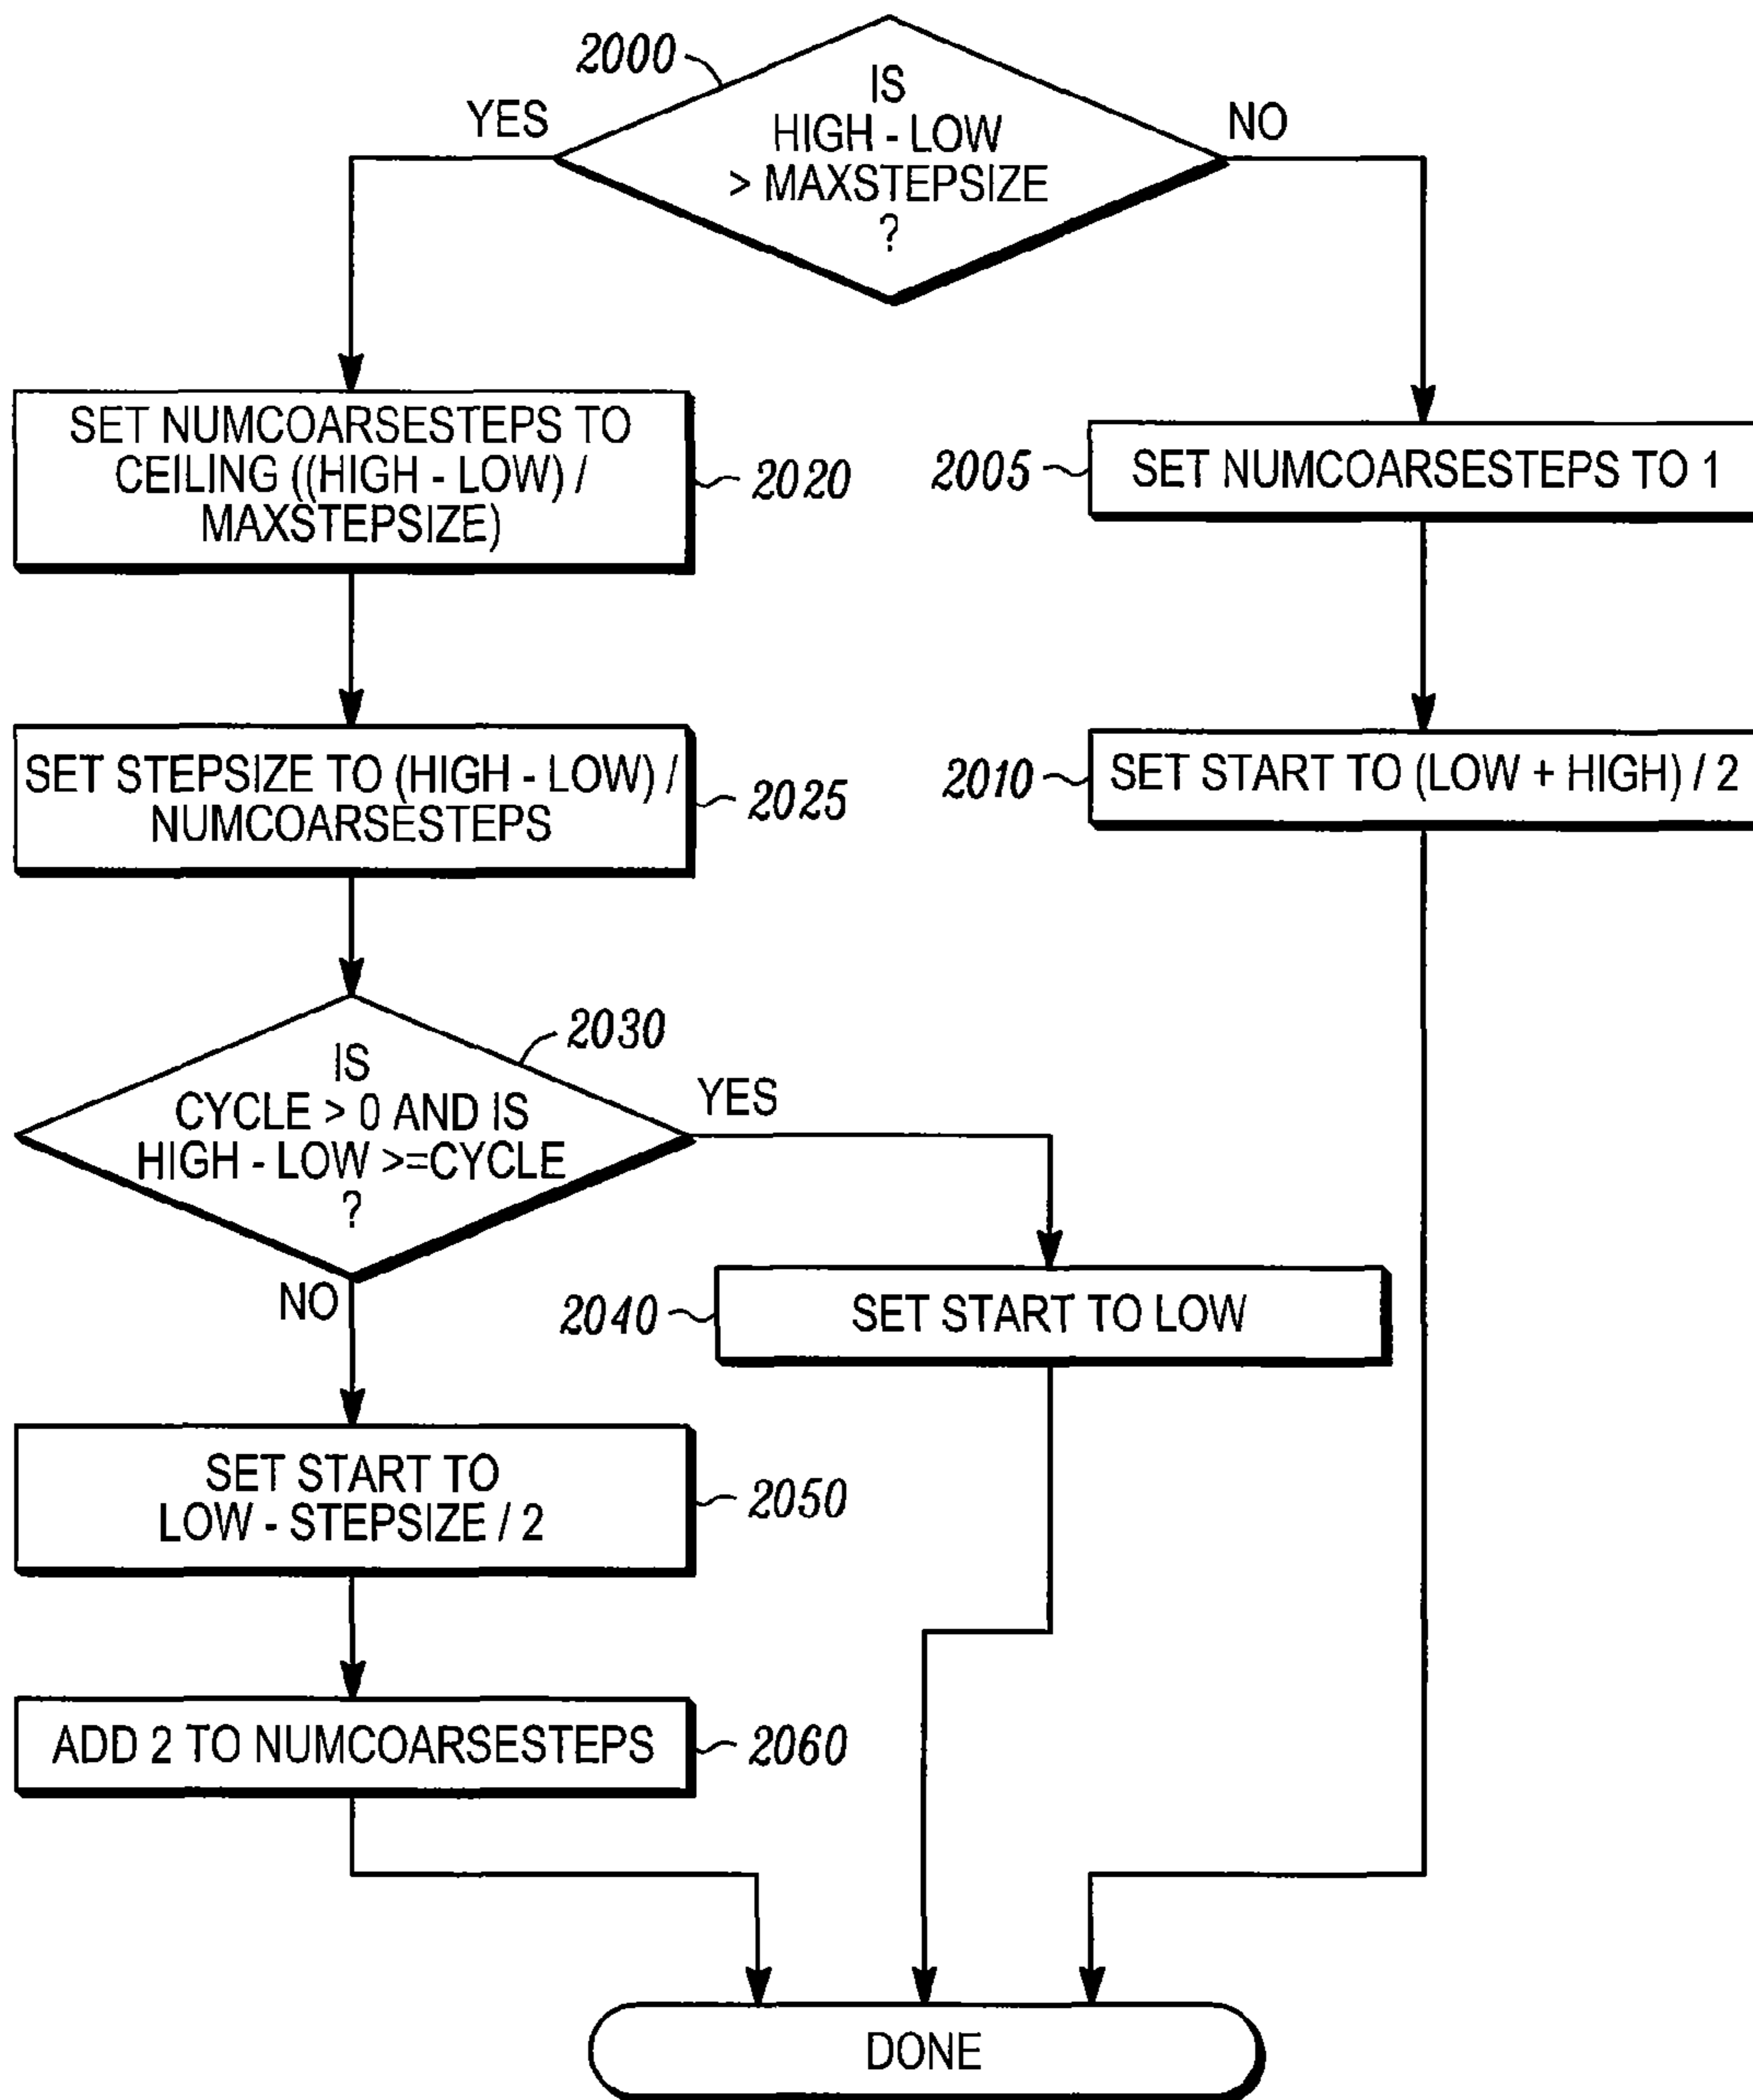 2000
IS
HIGH - LOW
> MAXSTEPSIZE
?
YES
NO
SET NUMCOARSESTEPS TO
CEILING ((HIGH - LOW) /
MAXSTEPSIZE)
2020
2005
SET NUMCOARSESTEPS TO 1
SET STEPSIZE TO (HIGH - LOW) /
NUMCOARSESTEPS
2025
2010
SET START TO (LOW + HIGH) / 2
2030
IS
CYCLE > 0 AND IS
HIGH - LOW >=CYCLE
?
YES
NO
2040
SET START TO LOW
SET START TO
LOW - STEPSIZE / 2
2050
ADD 2 TO NUMCOARSESTEPS
2060
DONE